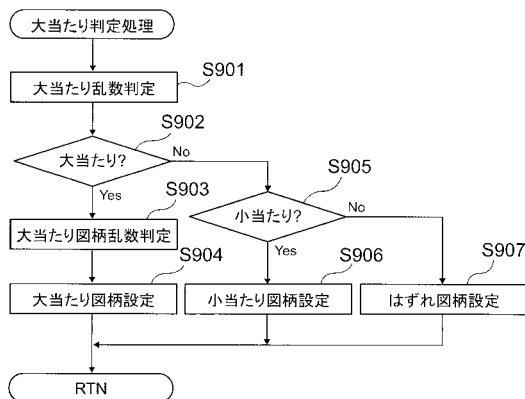 大当たり判定処理
S901
大当たり乱数判定
S902
大当たり?
No
Yes
S903
大当たり図柄乱数判定
S905
小当たり?
No
Yes
S904
大当たり図柄設定
S906
小当たり図柄設定
S907
はずれ図柄設定
RTN